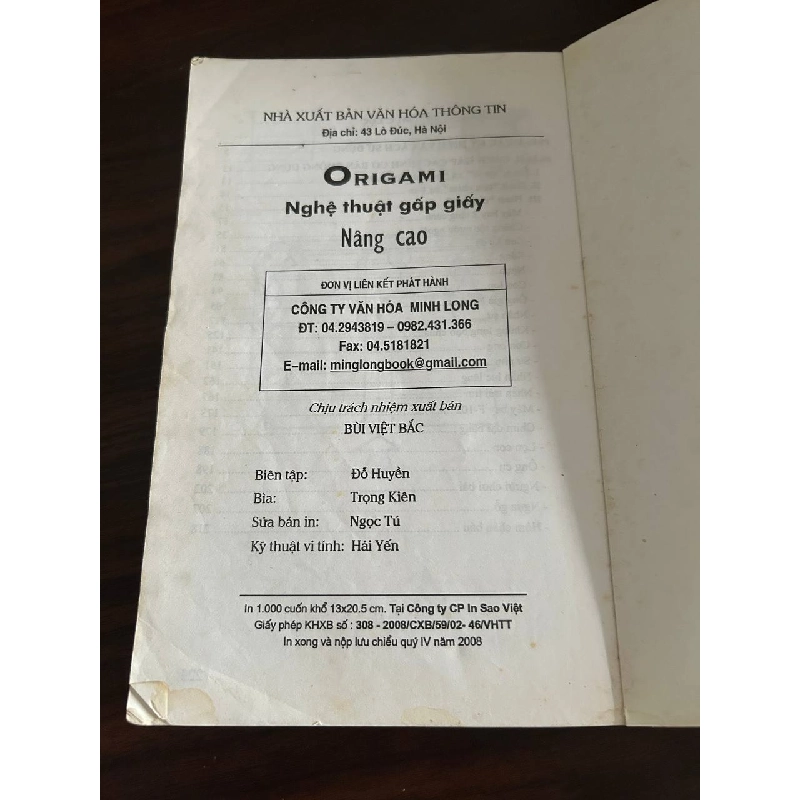 NHÀ XUẤT BẢN VĂN HÓA THÔNG TIN
Địa chỉ: 43 Lò Đúc, Hà Nội
ORIGAMI
Nghệ thuật gấp giấy
Nâng cao
ĐƠN VỊ LIÊN KẾT PHÁT HÀNH
CÔNG TY VĂN HÓA MINH LONG
ĐT: 04.2943819 – 0982.431.366
Fax: 04.5181821
E–mail: minglongbook@gmail.com
Chịu trách nhiệm xuất bản
BÙI VIỆT BẮC
Biên tập: Đỗ Huyền
Bìa: Trọng Kiên
Sửa bản in: Ngọc Tú
Kỹ thuật vi tính: Hải Yến
In 1.000 cuốn khổ 13x20.5 cm. Tại Công ty CP In Sao Việt
Giấy phép KHXB số : 308 - 2008/CXB/59/02- 46/VHTT
In xong và nộp lưu chiểu quý IV năm 2008